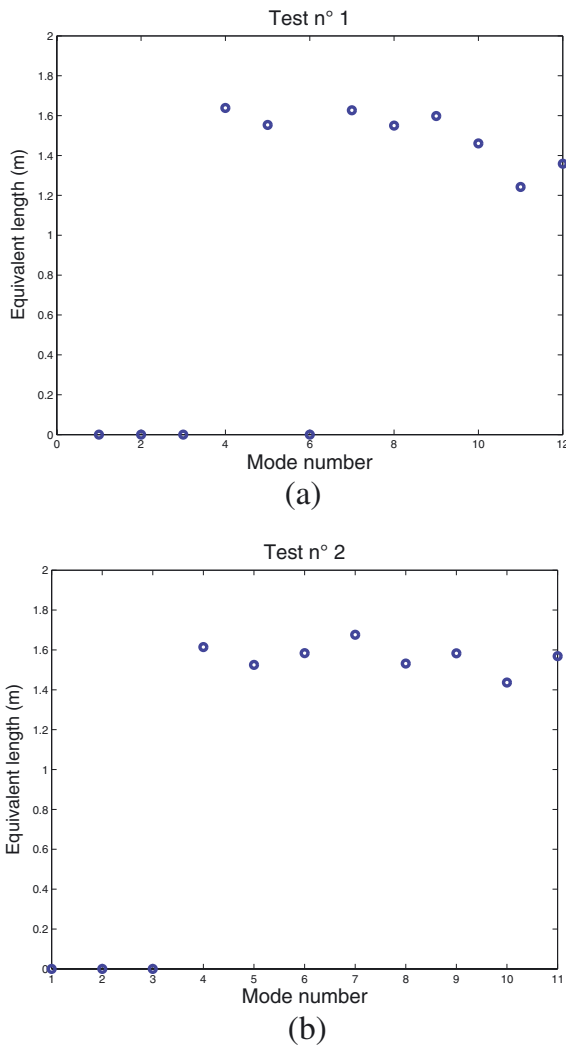 Test n° 1
2
1.8
1.6
1.4
1.2
1
0.8
0.6
0.4
0.2
0
Equivalent length (m)
0 2 4 6 8 10 12
Mode number
(a)
Test n° 2
2
1.8
1.6
1.4
1.2
1
0.8
0.6
0.4
0.2
0
Equivalent length (m)
1 2 3 4 5 6 7 8 9 10 11
Mode number
(b)